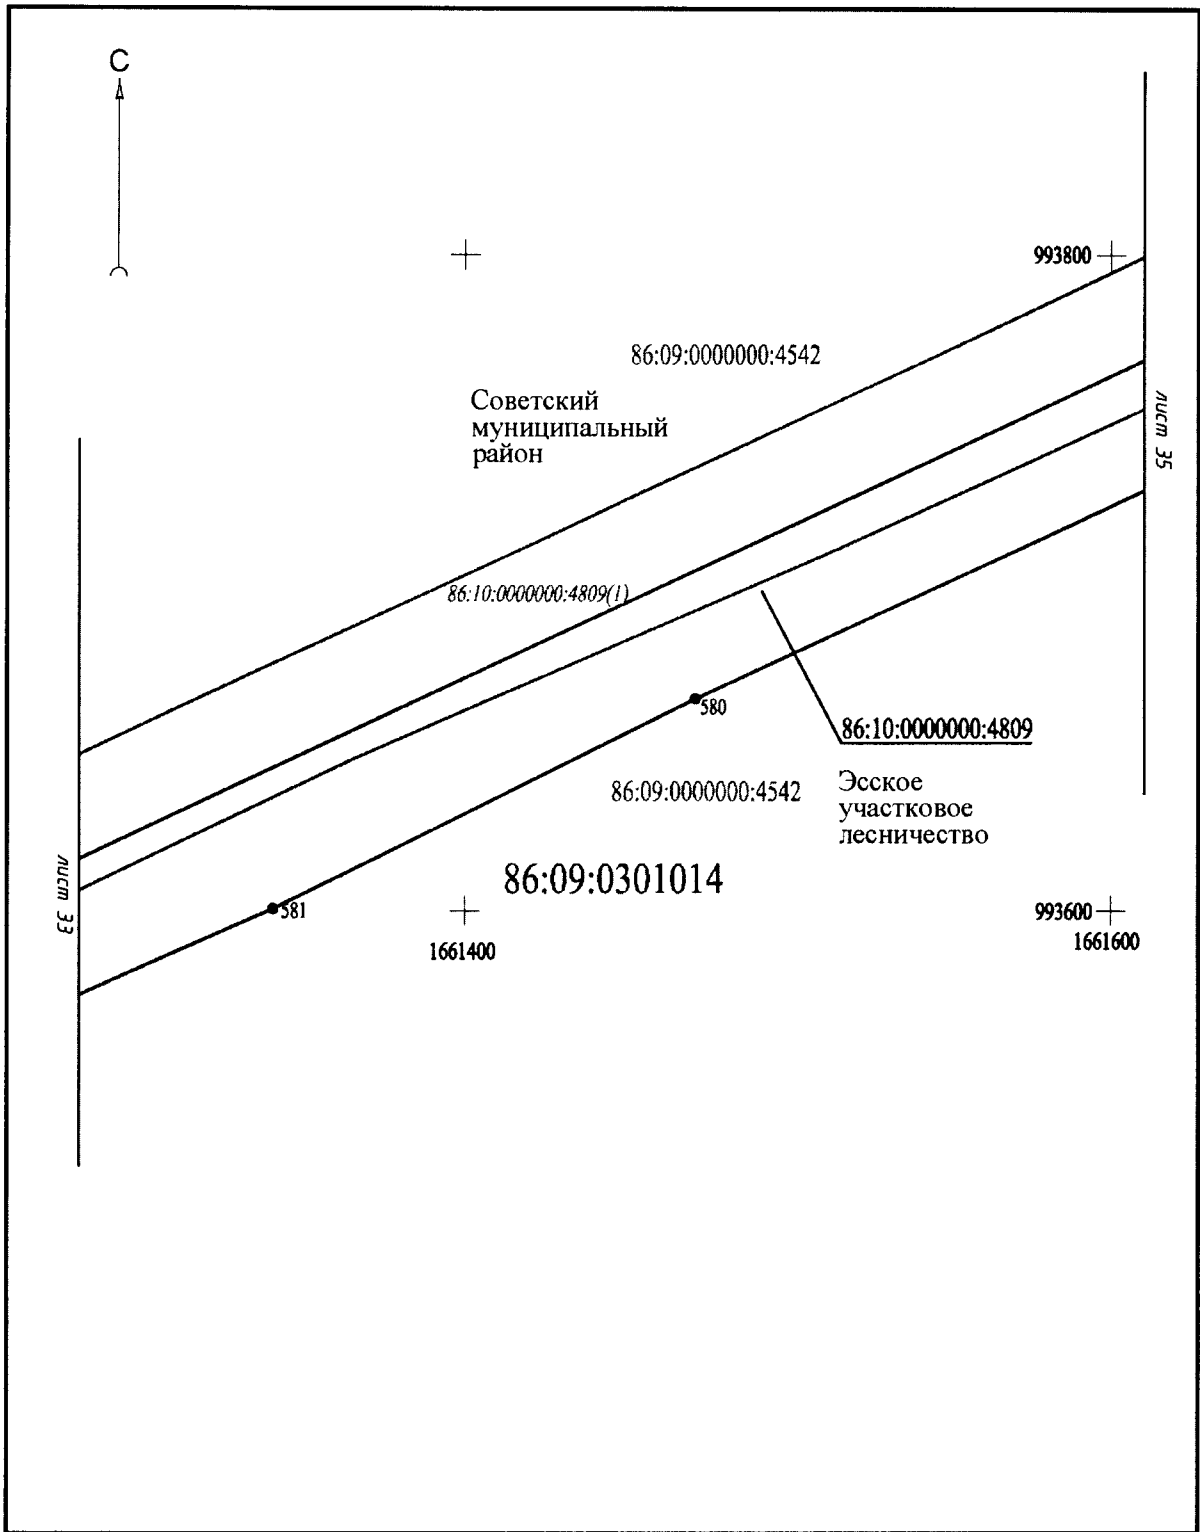 С
993800
86:09:0000000:4542
Советский
муниципальный
район
лист 35
86:10:0000000:4809(1)
580
86:10:0000000:4809
Эсское
участковое
лесничество
86:09:0000000:4542
86:09:0301014
лист 33
581
993600
1661400
1661600